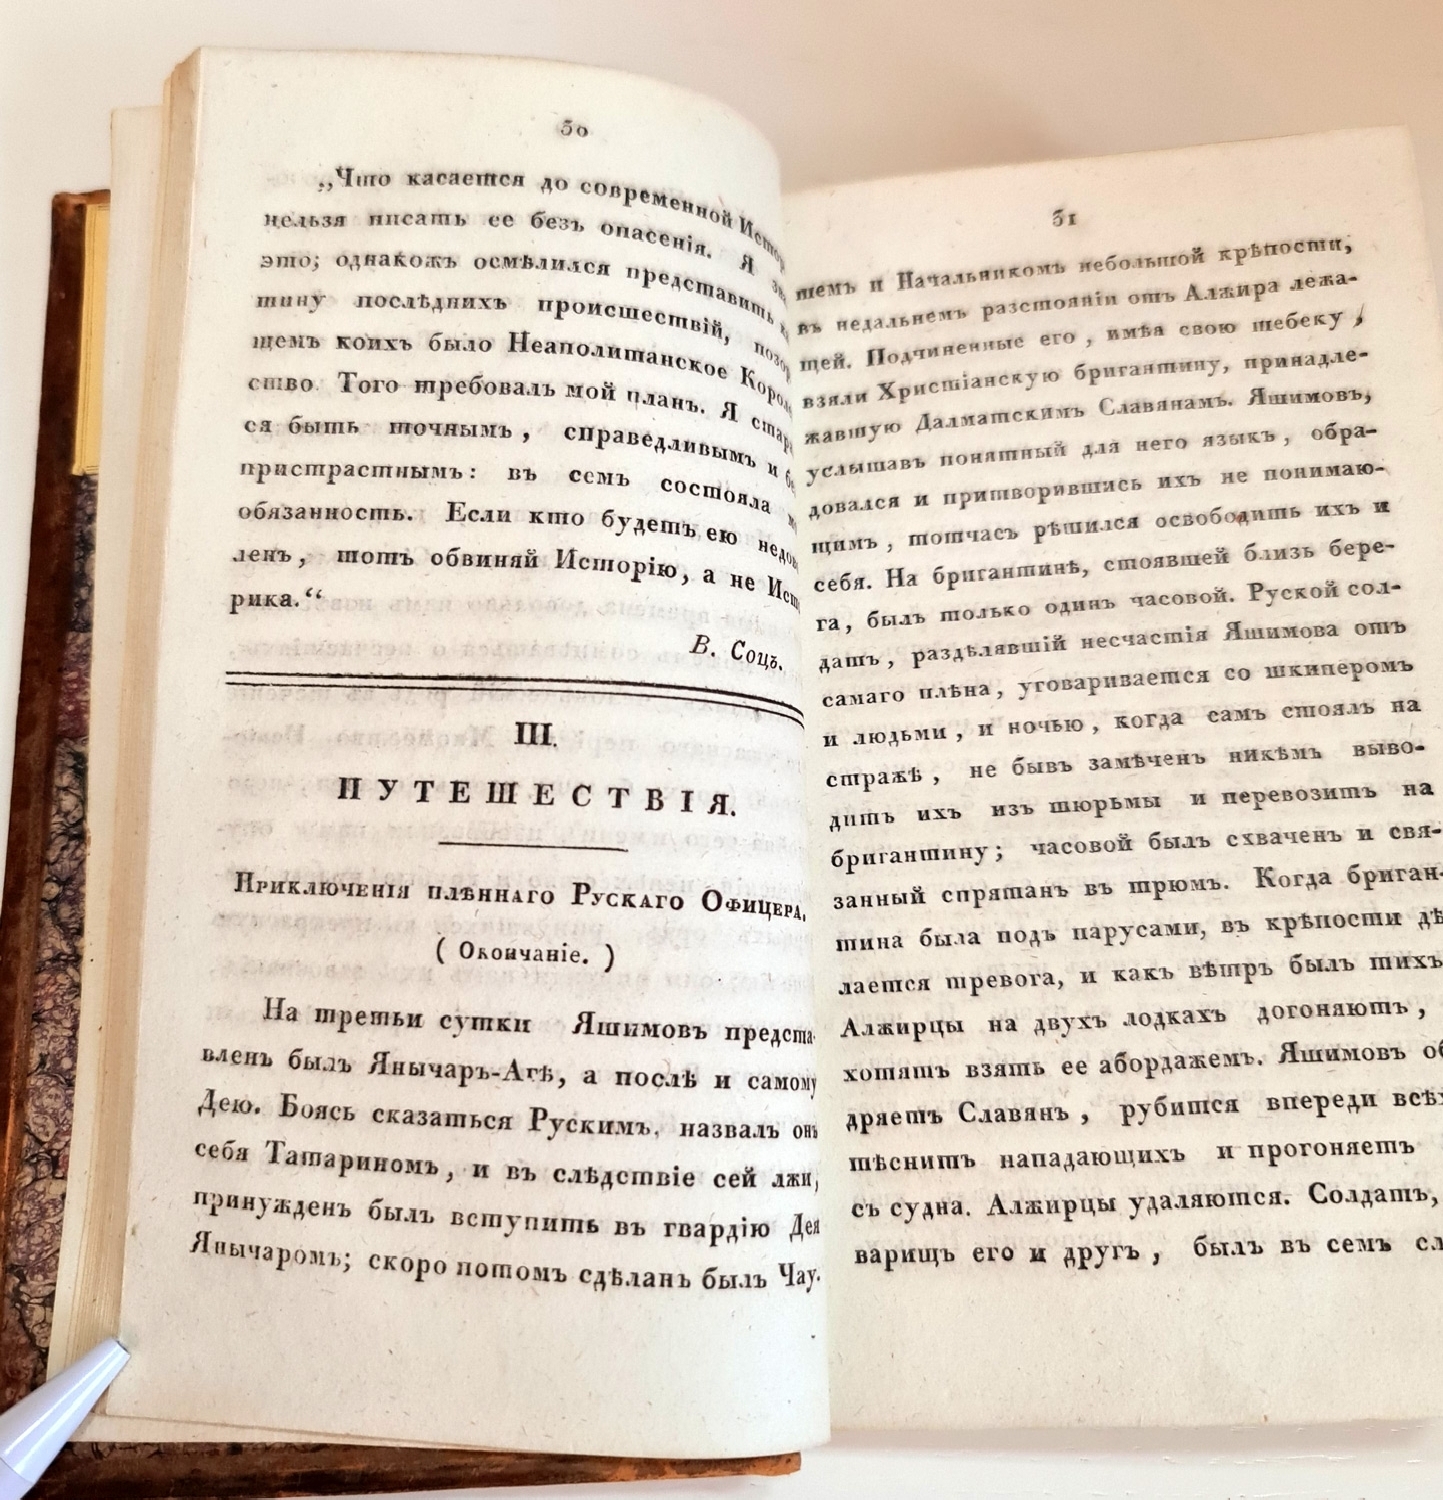 50
„Что касается до современной Истор
нельзя писать ее безъ опасенія. Я
это; однакожъ осмѣлился представить
тину послѣднихъ происшествій, позор
щемъ коихъ было Неаполитанское Корол
ство. Того требовалъ мой планъ. Я стар
ся быть точнымъ, справедливымъ и бе
пристрастнымъ: въ семъ состояла
обязанность. Если кто будетъ ею недов
ленъ, тотъ обвиняй Исторію, а не Ист
рика.“
В. Соцъ.
III.
ПУТЕШЕСТВІЯ.
Приключенія плѣннаго Рускаго Офицера.
( Окончаніе. )
На третьи сутки Яшимовъ предста-
вленъ былъ Янычаръ-Агѣ, а послѣ и самому
Дею. Боясь сказаться Рускимъ, назвалъ онъ
себя Татариномъ, и въ слѣдствіе сей лжи,
принужденъ былъ вступить въ гвардію Дея
Янычаромъ; скоро потомъ сдѣланъ былъ Чау-
51
шемъ и Начальникомъ небольшой крѣпости,
въ недальнемъ разстояніи отъ Алжира лежа-
щей. Подчиненные его, имѣя свою шебеку,
взяли Христіанскую бригантину, принадле-
жавшую Далматскимъ Славянамъ. Яшимовъ,
услышавъ понятный для него языкъ, обра-
довался и притворившись ихъ не понимаю-
щимъ, тотчасъ рѣшился освободить ихъ и
себя. На бригантинѣ, стоявшей близь бере-
га, былъ только одинъ часовой. Руской сол-
датъ, раздѣлявшій несчастія Яшимова отъ
самаго плѣна, уговаривается со шкиперомъ
и людьми, и ночью, когда самъ стоялъ на
стражѣ, не бывъ замѣченъ никѣмъ выво-
дитъ ихъ изъ тюрьмы и перевозитъ на
бригантину; часовой былъ схваченъ и свя-
занный спрятанъ въ трюмъ. Когда бриган-
тина была подъ парусами, въ крѣпости дѣ
лается тревога, и какъ вѣтръ былъ тихъ
Алжирцы на двухъ лодкахъ догоняютъ,
хотятъ взять ее абордажемъ. Яшимовъ об
дряетъ Славянъ, рубится впереди всѣх
тѣснитъ нападающихъ и прогоняетъ
съ судна. Алжирцы удаляются. Солдатъ,
варищъ его и другъ, былъ въ семъ сл